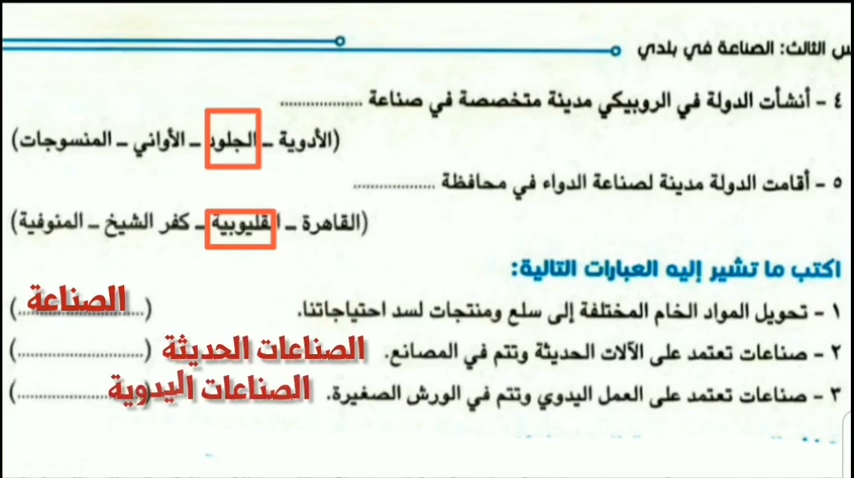 س الثالث: الصناعة في بلدي
٤ - أنشأت الدولة في الروبيكي مدينة متخصصة في صناعة ..................
(الأدوية - الجلود - الأواني - المنسوجات)
٥ - أقامت الدولة مدينة لصناعة الدواء في محافظة ..................
(القاهرة - القليوبية - كفر الشيخ - المنوفية)
اكتب ما تشير إليه العبارات التالية:
١ - تحويل المواد الخام المختلفة إلى سلع ومنتجات لسد احتياجاتنا. (الصناعة)
٢ - صناعات تعتمد على الآلات الحديثة وتتم في المصانع. الصناعات الحديثة (........................)
٣ - صناعات تعتمد على العمل اليدوي وتتم في الورش الصغيرة. الصناعات اليدوية (........................)